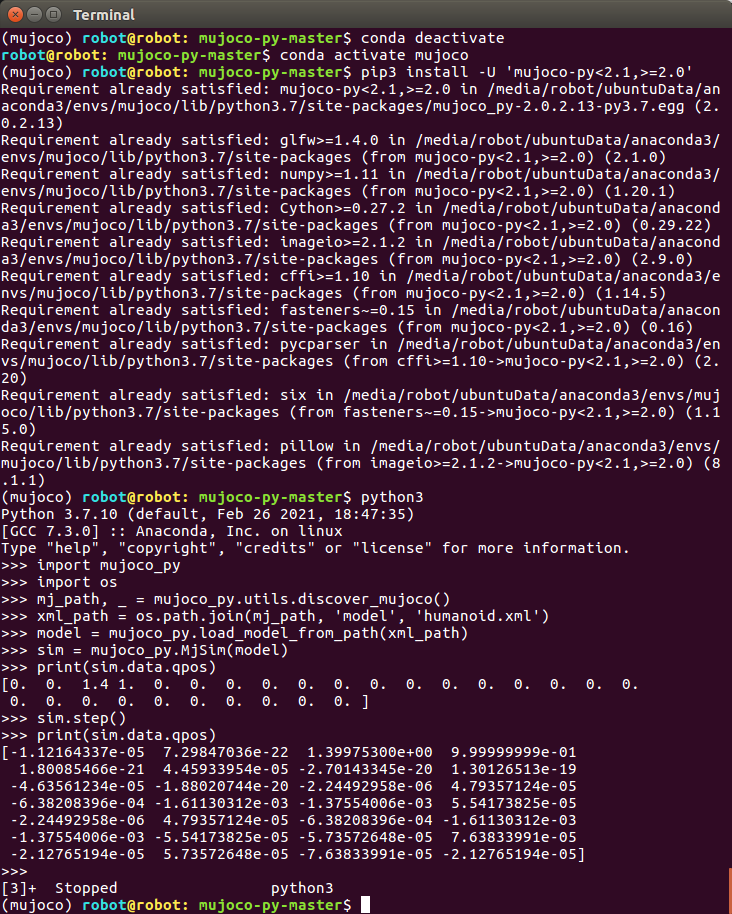 Terminal
(mujoco) robot@robot: mujoco-py-master$ conda deactivate
robot@robot: mujoco-py-master$ conda activate mujoco
(mujoco) robot@robot: mujoco-py-master$ pip3 install -U 'mujoco-py<2.1,>=2.0'
Requirement already satisfied: mujoco-py<2.1,>=2.0 in /media/robot/ubuntuData/an
aconda3/envs/mujoco/lib/python3.7/site-packages/mujoco_py-2.0.2.13-py3.7.egg (2.
0.2.13)
Requirement already satisfied: glfw>=1.4.0 in /media/robot/ubuntuData/anaconda3/
envs/mujoco/lib/python3.7/site-packages (from mujoco-py<2.1,>=2.0) (2.1.0)
Requirement already satisfied: numpy>=1.11 in /media/robot/ubuntuData/anaconda3/
envs/mujoco/lib/python3.7/site-packages (from mujoco-py<2.1,>=2.0) (1.20.1)
Requirement already satisfied: Cython>=0.27.2 in /media/robot/ubuntuData/anacond
a3/envs/mujoco/lib/python3.7/site-packages (from mujoco-py<2.1,>=2.0) (0.29.22)
Requirement already satisfied: imageio>=2.1.2 in /media/robot/ubuntuData/anacond
a3/envs/mujoco/lib/python3.7/site-packages (from mujoco-py<2.1,>=2.0) (2.9.0)
Requirement already satisfied: cffi>=1.10 in /media/robot/ubuntuData/anaconda3/e
nvs/mujoco/lib/python3.7/site-packages (from mujoco-py<2.1,>=2.0) (1.14.5)
Requirement already satisfied: fasteners~=0.15 in /media/robot/ubuntuData/anacon
da3/envs/mujoco/lib/python3.7/site-packages (from mujoco-py<2.1,>=2.0) (0.16)
Requirement already satisfied: pycparser in /media/robot/ubuntuData/anaconda3/en
vs/mujoco/lib/python3.7/site-packages (from cffi>=1.10->mujoco-py<2.1,>=2.0) (2.
20)
Requirement already satisfied: six in /media/robot/ubuntuData/anaconda3/envs/muj
oco/lib/python3.7/site-packages (from fasteners~=0.15->mujoco-py<2.1,>=2.0) (1.1
5.0)
Requirement already satisfied: pillow in /media/robot/ubuntuData/anaconda3/envs/
mujoco/lib/python3.7/site-packages (from imageio>=2.1.2->mujoco-py<2.1,>=2.0) (8
.1.1)
(mujoco) robot@robot: mujoco-py-master$ python3
Python 3.7.10 (default, Feb 26 2021, 18:47:35)
[GCC 7.3.0] :: Anaconda, Inc. on linux
Type "help", "copyright", "credits" or "license" for more information.
>>> import mujoco_py
>>> import os
>>> mj_path, _ = mujoco_py.utils.discover_mujoco()
>>> xml_path = os.path.join(mj_path, 'model', 'humanoid.xml')
>>> model = mujoco_py.load_model_from_path(xml_path)
>>> sim = mujoco_py.MjSim(model)
>>> print(sim.data.qpos)
[0.  0.  1.4 1.  0.  0.  0.  0.  0.  0.  0.  0.  0.  0.  0.  0.  0.  0.
 0.  0.  0.  0.  0.  0.  0.  0.  0.  0. ]
>>> sim.step()
>>> print(sim.data.qpos)
[-1.12164337e-05  7.29847036e-22  1.39975300e+00  9.99999999e-01
  1.80085466e-21  4.45933954e-05 -2.70143345e-20  1.30126513e-19
 -4.63561234e-05 -1.88020744e-20 -2.24492958e-06  4.79357124e-05
 -6.38208396e-04 -1.61130312e-03 -1.37554006e-03  5.54173825e-05
 -2.24492958e-06  4.79357124e-05 -6.38208396e-04 -1.61130312e-03
 -1.37554006e-03 -5.54173825e-05 -5.73572648e-05  7.63833991e-05
 -2.12765194e-05  5.73572648e-05 -7.63833991e-05 -2.12765194e-05]
>>>
[3]+  Stopped                 python3
(mujoco) robot@robot: mujoco-py-master$